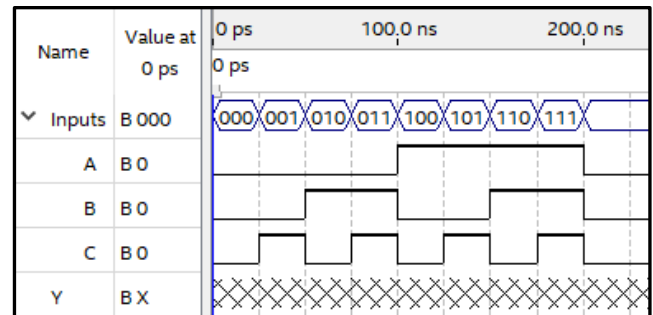 Name Value at 0 ps 0 ps 100.0 ns 200.0 ns
0 ps
Inputs B 000 000 001 010 011 100 101 110 111
A B 0
B B 0
C B 0
Y B X